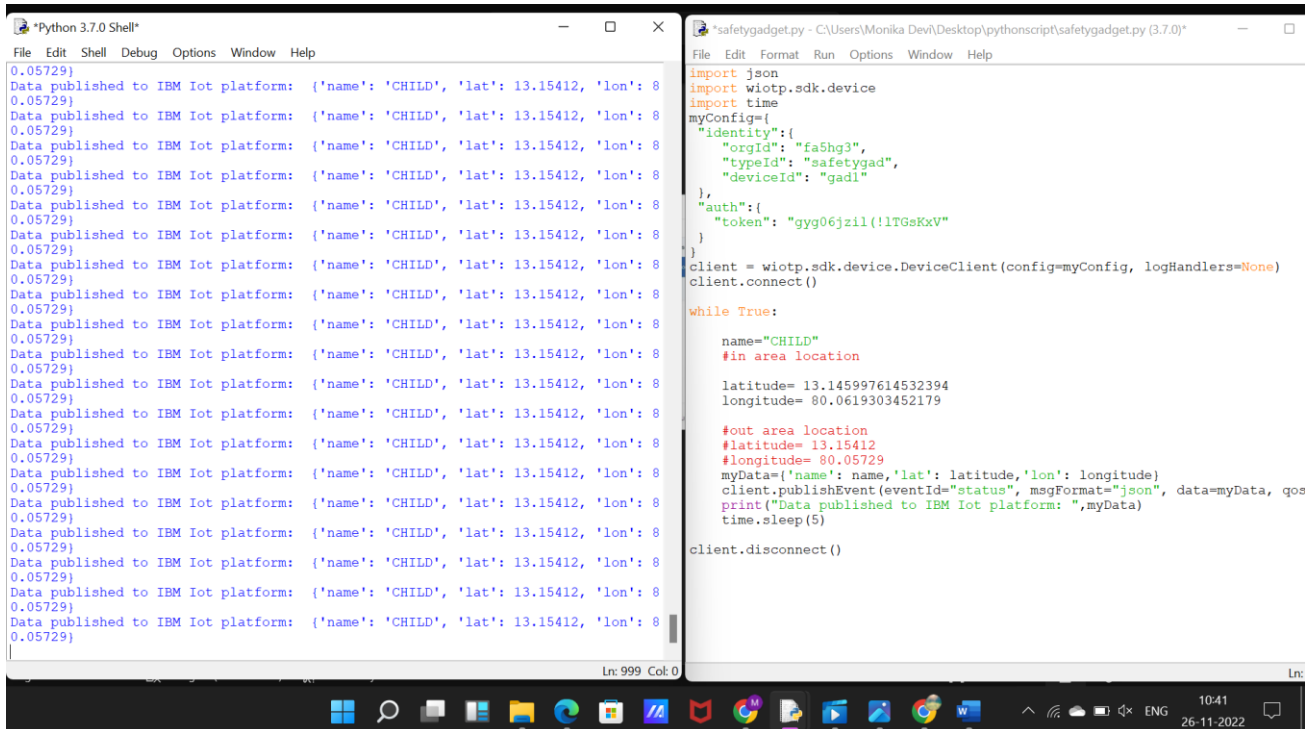 *Python 3.7.0 Shell*
File Edit Shell Debug Options Window Help
0.05729}
Data published to IBM Iot platform:  {'name': 'CHILD', 'lat': 13.15412, 'lon': 8
0.05729}
Data published to IBM Iot platform:  {'name': 'CHILD', 'lat': 13.15412, 'lon': 8
0.05729}
Data published to IBM Iot platform:  {'name': 'CHILD', 'lat': 13.15412, 'lon': 8
0.05729}
Data published to IBM Iot platform:  {'name': 'CHILD', 'lat': 13.15412, 'lon': 8
0.05729}
Data published to IBM Iot platform:  {'name': 'CHILD', 'lat': 13.15412, 'lon': 8
0.05729}
Data published to IBM Iot platform:  {'name': 'CHILD', 'lat': 13.15412, 'lon': 8
0.05729}
Data published to IBM Iot platform:  {'name': 'CHILD', 'lat': 13.15412, 'lon': 8
0.05729}
Data published to IBM Iot platform:  {'name': 'CHILD', 'lat': 13.15412, 'lon': 8
0.05729}
Data published to IBM Iot platform:  {'name': 'CHILD', 'lat': 13.15412, 'lon': 8
0.05729}
Data published to IBM Iot platform:  {'name': 'CHILD', 'lat': 13.15412, 'lon': 8
0.05729}
Data published to IBM Iot platform:  {'name': 'CHILD', 'lat': 13.15412, 'lon': 8
0.05729}
Data published to IBM Iot platform:  {'name': 'CHILD', 'lat': 13.15412, 'lon': 8
0.05729}
Data published to IBM Iot platform:  {'name': 'CHILD', 'lat': 13.15412, 'lon': 8
0.05729}
Data published to IBM Iot platform:  {'name': 'CHILD', 'lat': 13.15412, 'lon': 8
0.05729}
Data published to IBM Iot platform:  {'name': 'CHILD', 'lat': 13.15412, 'lon': 8
0.05729}
Data published to IBM Iot platform:  {'name': 'CHILD', 'lat': 13.15412, 'lon': 8
0.05729}
Data published to IBM Iot platform:  {'name': 'CHILD', 'lat': 13.15412, 'lon': 8
0.05729}
Data published to IBM Iot platform:  {'name': 'CHILD', 'lat': 13.15412, 'lon': 8
0.05729}
Data published to IBM Iot platform:  {'name': 'CHILD', 'lat': 13.15412, 'lon': 8
0.05729}
Ln: 999 Col: 0
*safetygadget.py - C:\Users\Monika Devi\Desktop\pythonscript\safetygadget.py (3.7.0)*
File Edit Format Run Options Window Help
import json
import wiotp.sdk.device
import time
myConfig={
"identity":{
"orgId": "fa5hg3",
"typeId": "safetygad",
"deviceId": "gad1"
},
"auth":{
"token": "gyg06jzil(!lTGsKxV"
}
}
client = wiotp.sdk.device.DeviceClient(config=myConfig, logHandlers=None)
client.connect()
while True:
name="CHILD"
#in area location
latitude= 13.145997614532394
longitude= 80.0619303452179
#out area location
#latitude= 13.15412
#longitude= 80.05729
myData={'name': name,'lat': latitude,'lon': longitude}
client.publishEvent(eventId="status", msgFormat="json", data=myData, qos
print("Data published to IBM Iot platform: ",myData)
time.sleep(5)
client.disconnect()
Ln:
ENG
10:41
26-11-2022